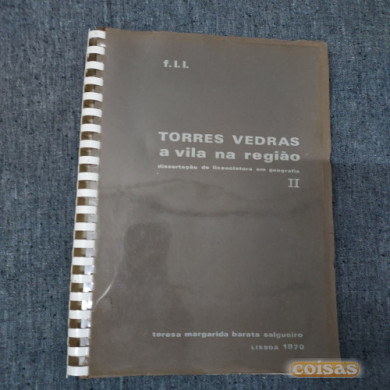 f.l.l.
TORRES VEDRAS
a vila na região
dissertação de licenciatura em geografia
II
teresa margarida barata salgueiro
LISBOA 1970
coisas